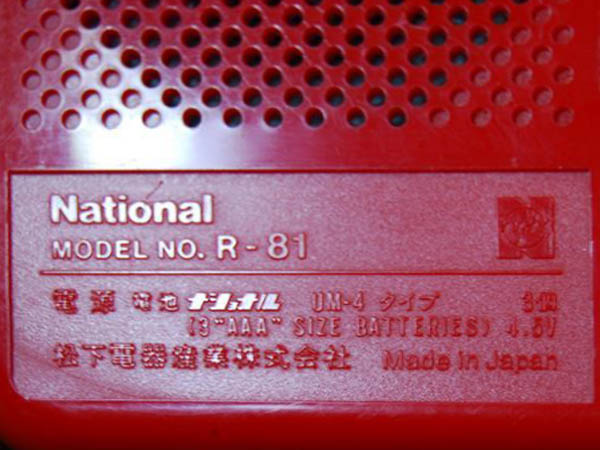 National
MODEL NO. R-81
電源 電池 ナショナル UM-4 タイプ 3個
(3"AAA" SIZE BATTERIES) 4.5V
松下電器産業株式会社 Made in Japan